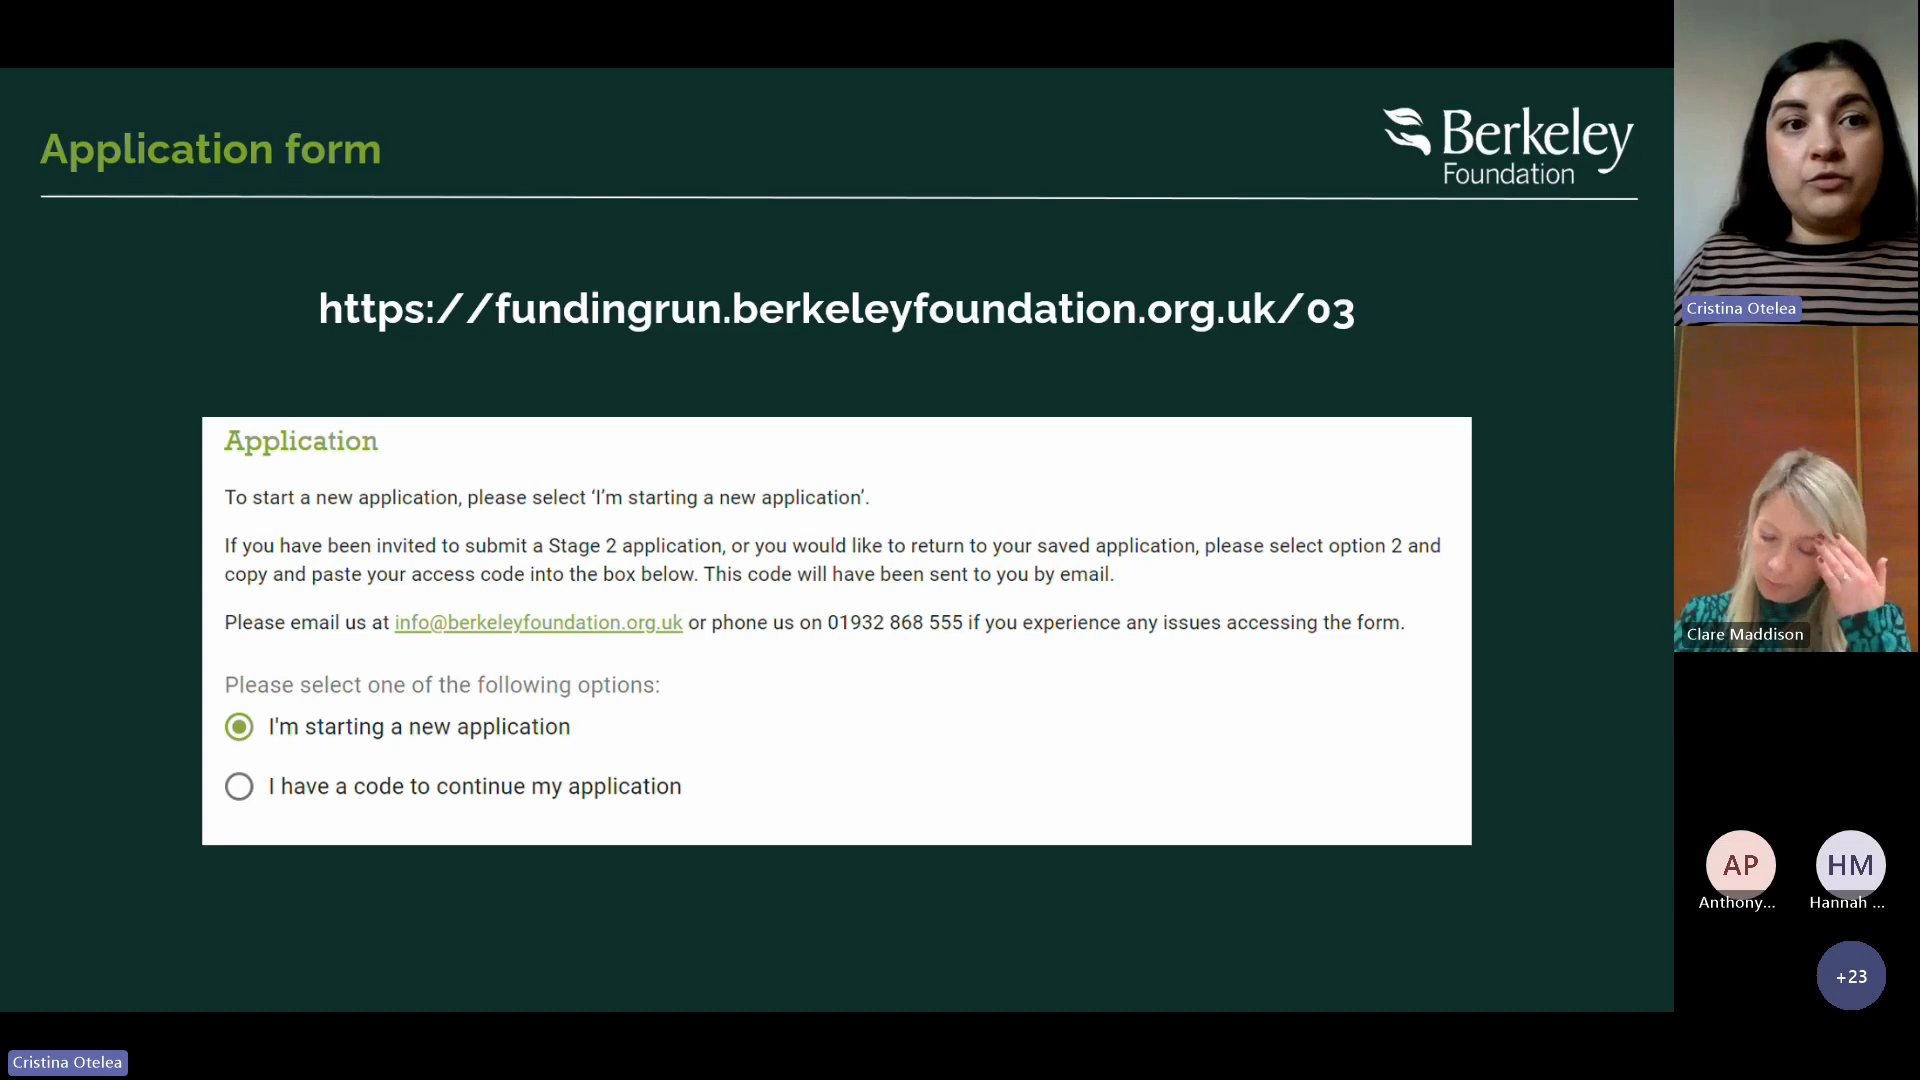 Application form
Berkeley
Foundation
https://fundingrun.berkeleyfoundation.org.uk/03
Application
To start a new application, please select ‘I’m starting a new application’.
If you have been invited to submit a Stage 2 application, or you would like to return to your saved application, please select option 2 and
copy and paste your access code into the box below. This code will have been sent to you by email.
Please email us at info@berkeleyfoundation.org.uk or phone us on 01932 868 555 if you experience any issues accessing the form.
Please select one of the following options:
I'm starting a new application
I have a code to continue my application
Cristina Otelea
Clare Maddison
AP
Anthony...
HM
Hannah ...
+23
Cristina Otelea